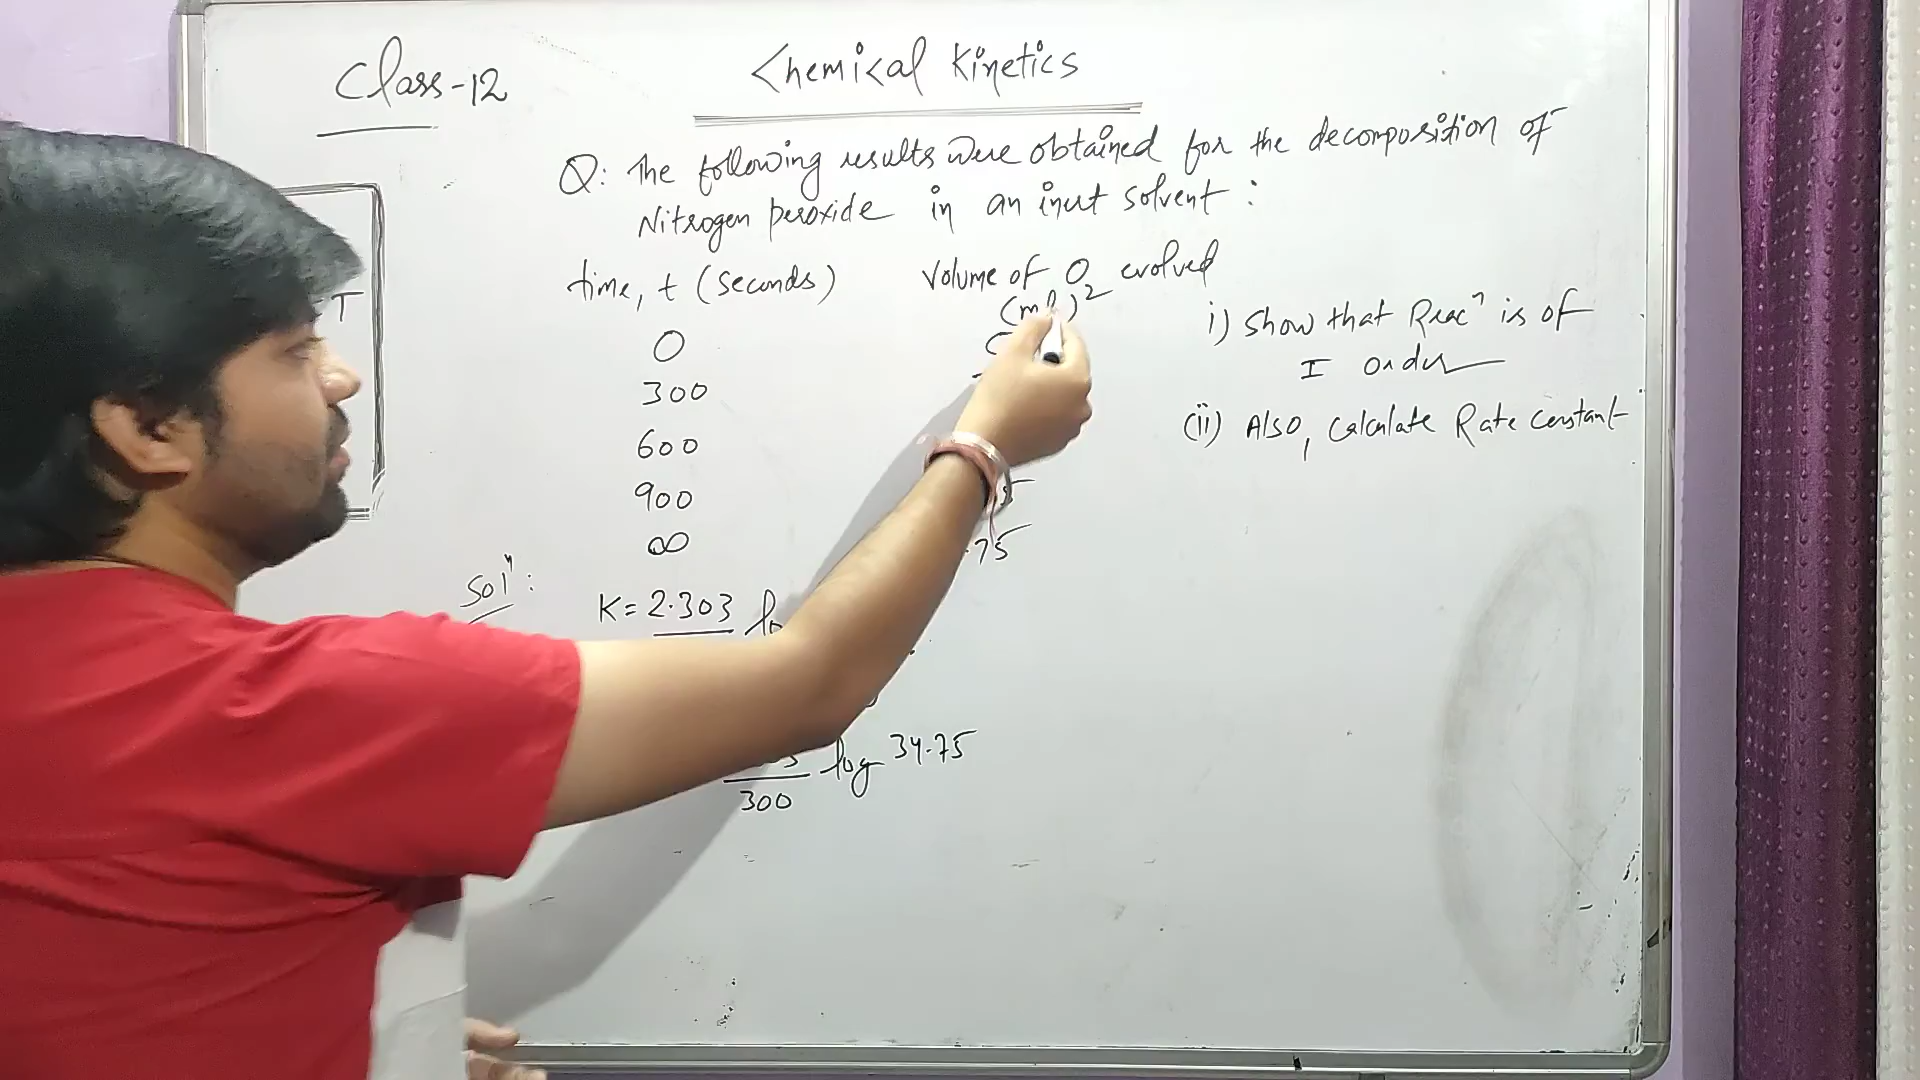 Class-12
Chemical Kinetics
Q: The following results were obtained for the decomposition of
Nitrogen peroxide in an inert solvent :
time, t (seconds)
Volume of O2 evolved
(ml)
0
300
600
900
∞
.75
i) Show that Reacⁿ is of
I order
(ii) Also, Calculate Rate constant
Solⁿ:
K= 2.303
300
log 34.75
T